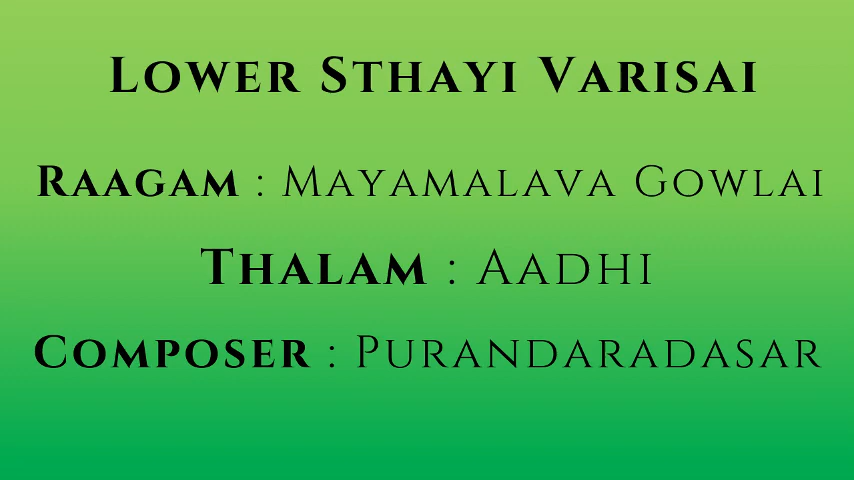 Lower Sthayi Varisai
Raagam : Mayamalava Gowlai
Thalam : Aadhi
Composer : Purandaradasar